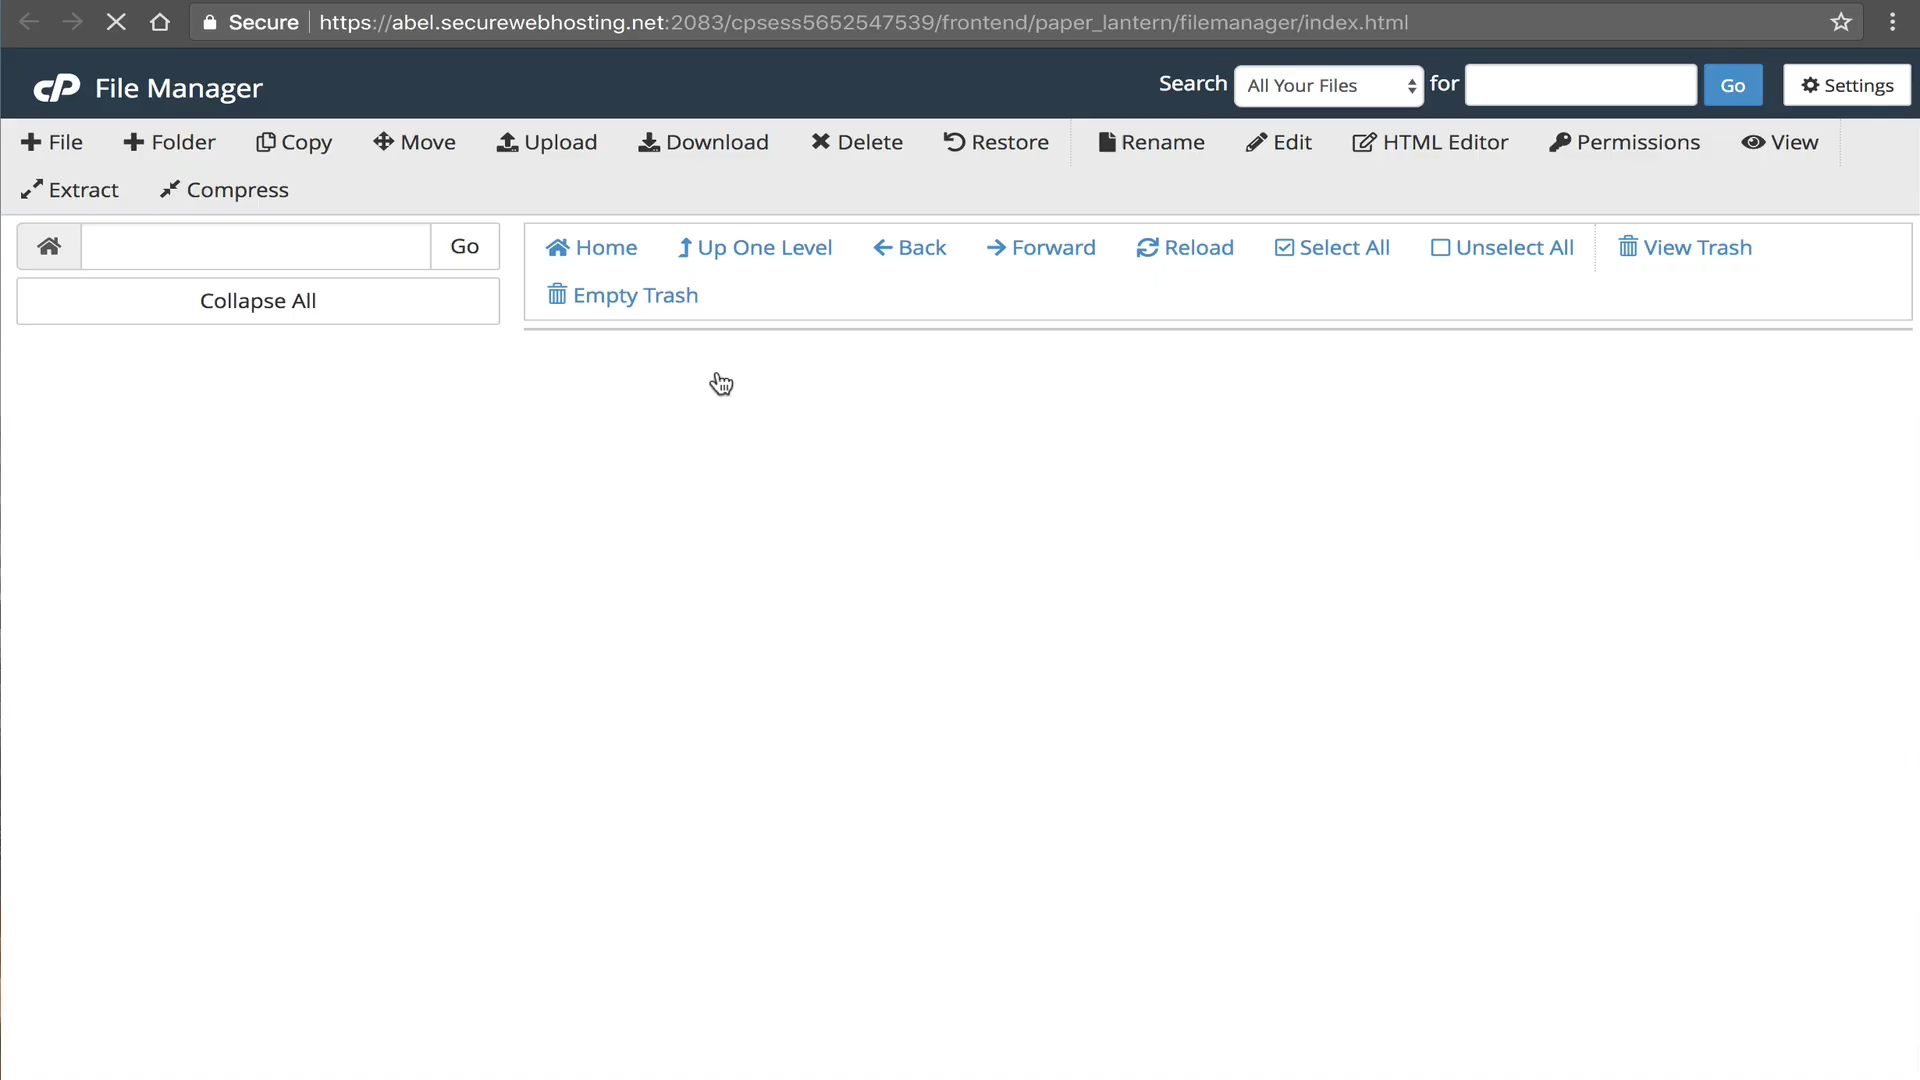 Secure https://abel.securewebhosting.net:2083/cpsess5652547539/frontend/paper_lantern/filemanager/index.html
cP File Manager Search All Your Files for Go Settings
File Folder Copy Move Upload Download Delete Restore Rename Edit HTML Editor Permissions View
Extract Compress
Go Home Up One Level Back Forward Reload Select All Unselect All View Trash
Collapse All Empty Trash